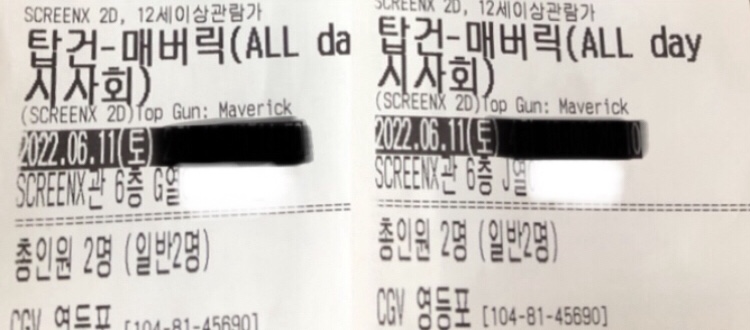 SCREENX 2D, 12세이상관람가
탑건-매버릭(ALL da
시사회)
(SCREENX 2D)Top Gun: Maverick
2022.06.11(토)
SCREENX관 6층 G열
총인원 2명 (일반2명)
CGV 영등포 [104-81-45690]
SCREENX 2D, 12세이상관람가
탑건-매버릭(ALL day
시사회)
(SCREENX 2D)Top Gun: Maverick
2022.06.11(토)
SCREENX관 6층 J열
총인원 2명 (일반2명)
CGV 영등포 [104-81-45690]